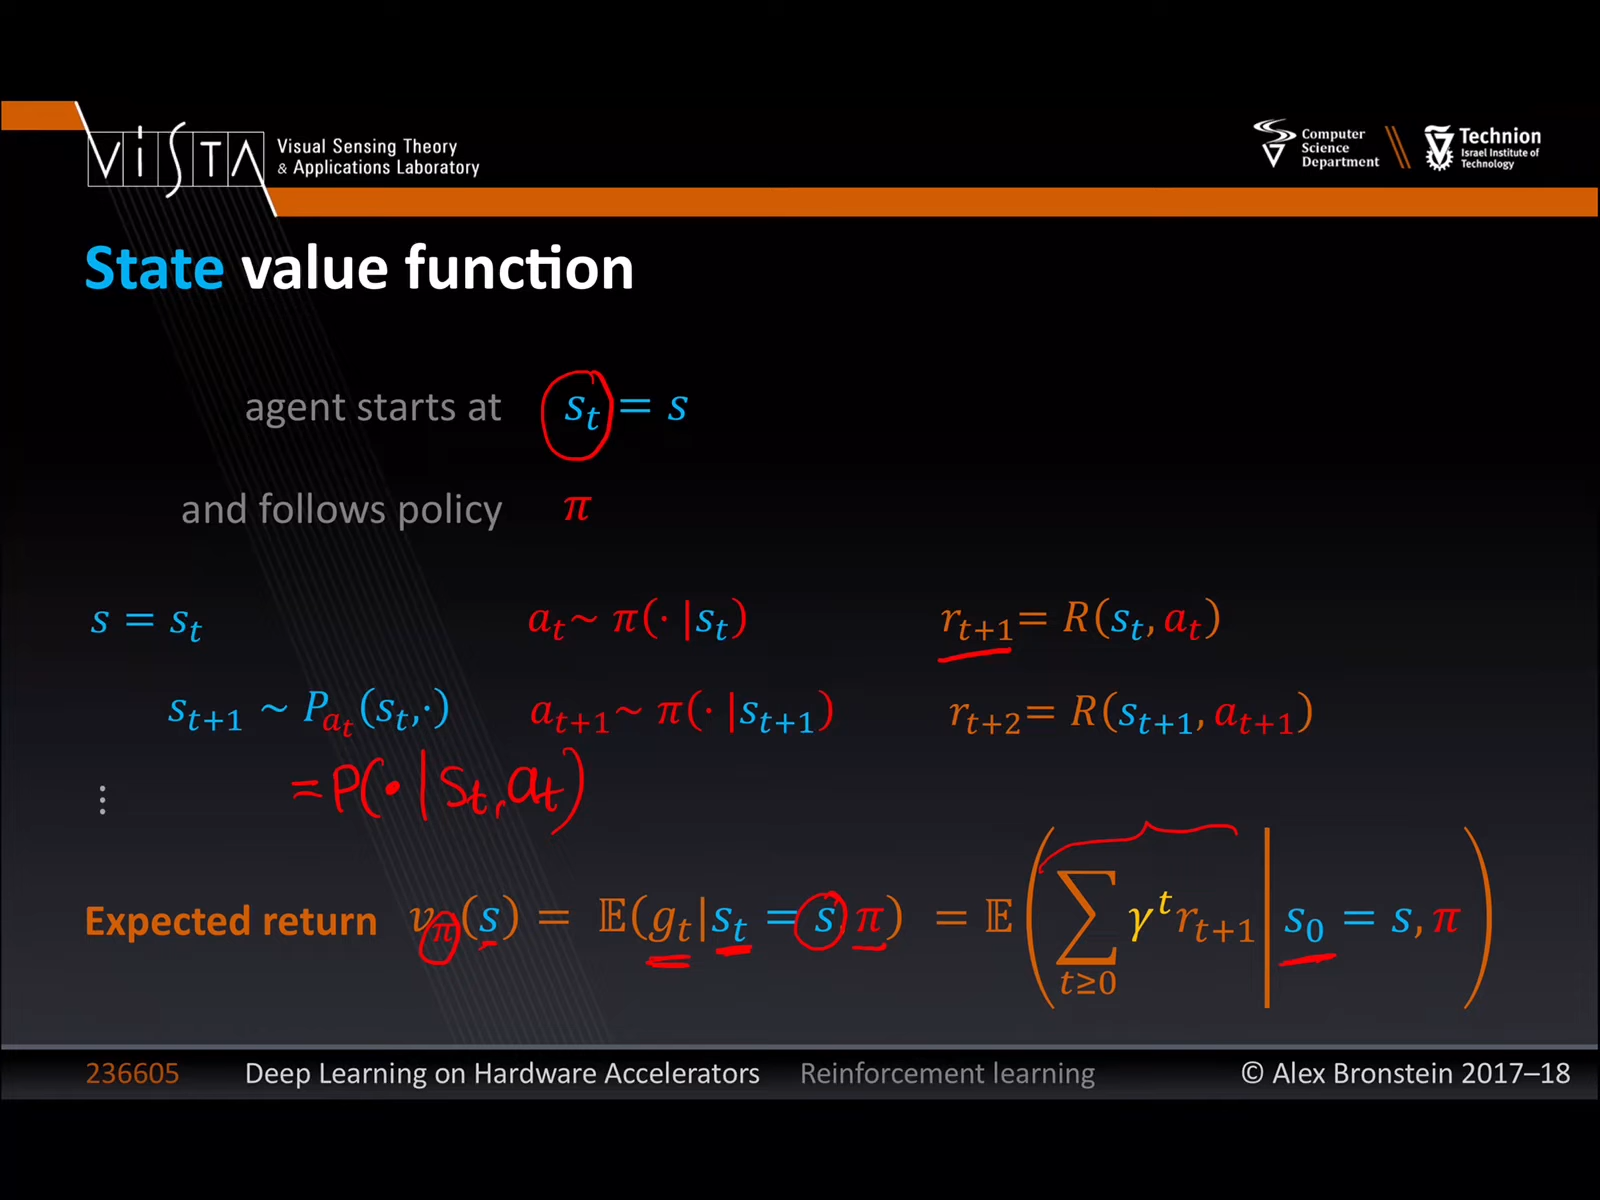 ViSTA Visual Sensing Theory & Applications Laboratory
Computer Science Department
Technion Israel Institute of Technology
State value function
agent starts at s_t = s
and follows policy π
s = s_t a_t ~ π(· |s_t) r_{t+1} = R(s_t, a_t)
s_{t+1} ~ P_{a_t}(s_t,·) a_{t+1} ~ π(· |s_{t+1}) r_{t+2} = R(s_{t+1}, a_{t+1})
⋮ = P(· | s_t, a_t)
Expected return v_π(s) = 𝔼(g_t|s_t = s, π) = 𝔼(∑_{t≥0} γ^t r_{t+1} | s_0 = s, π)
236605 Deep Learning on Hardware Accelerators Reinforcement learning © Alex Bronstein 2017–18